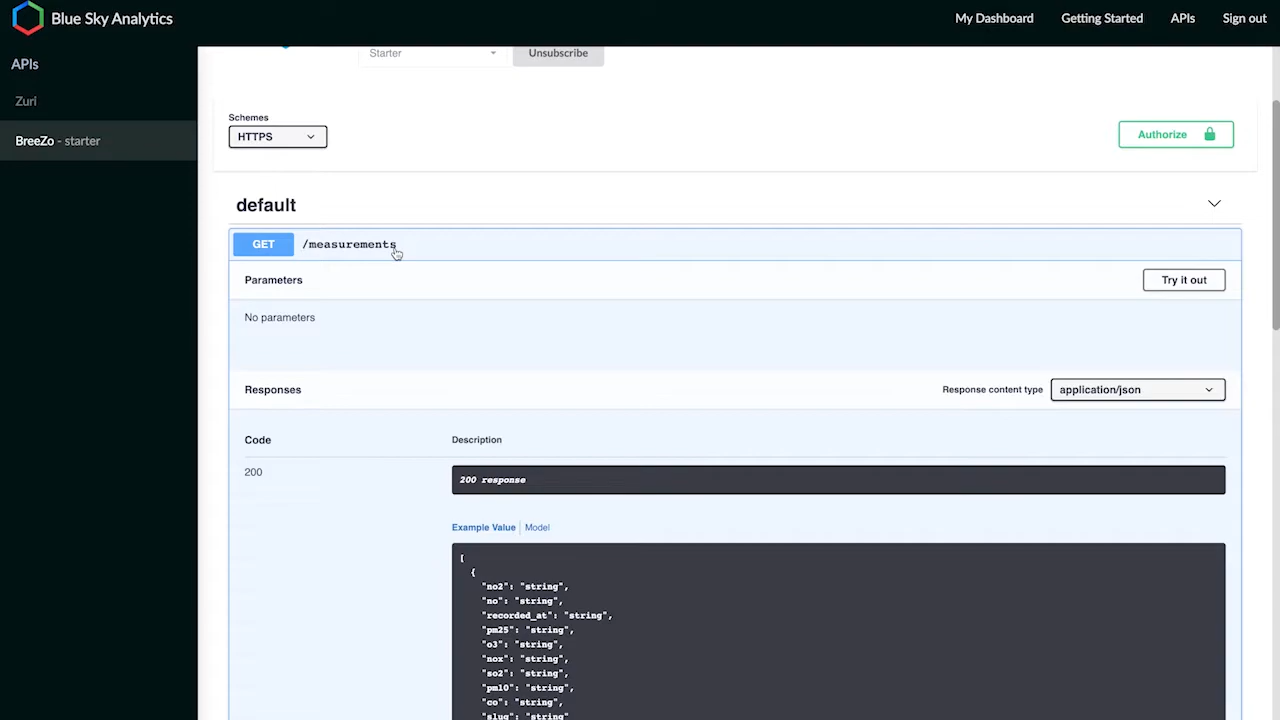 Blue Sky Analytics
My Dashboard
Getting Started
APIs
Sign out
APIs
Zuri
BreeZo - starter
Starter
Unsubscribe
Schemes
HTTPS
Authorize
default
GET /measurements
Parameters
Try it out
No parameters
Responses
Response content type
application/json
Code
Description
200
200 response
Example Value | Model
[
{
"no2": "string",
"no": "string",
"recorded_at": "string",
"pm25": "string",
"o3": "string",
"nox": "string",
"so2": "string",
"pm10": "string",
"co": "string",
"slug": "string"